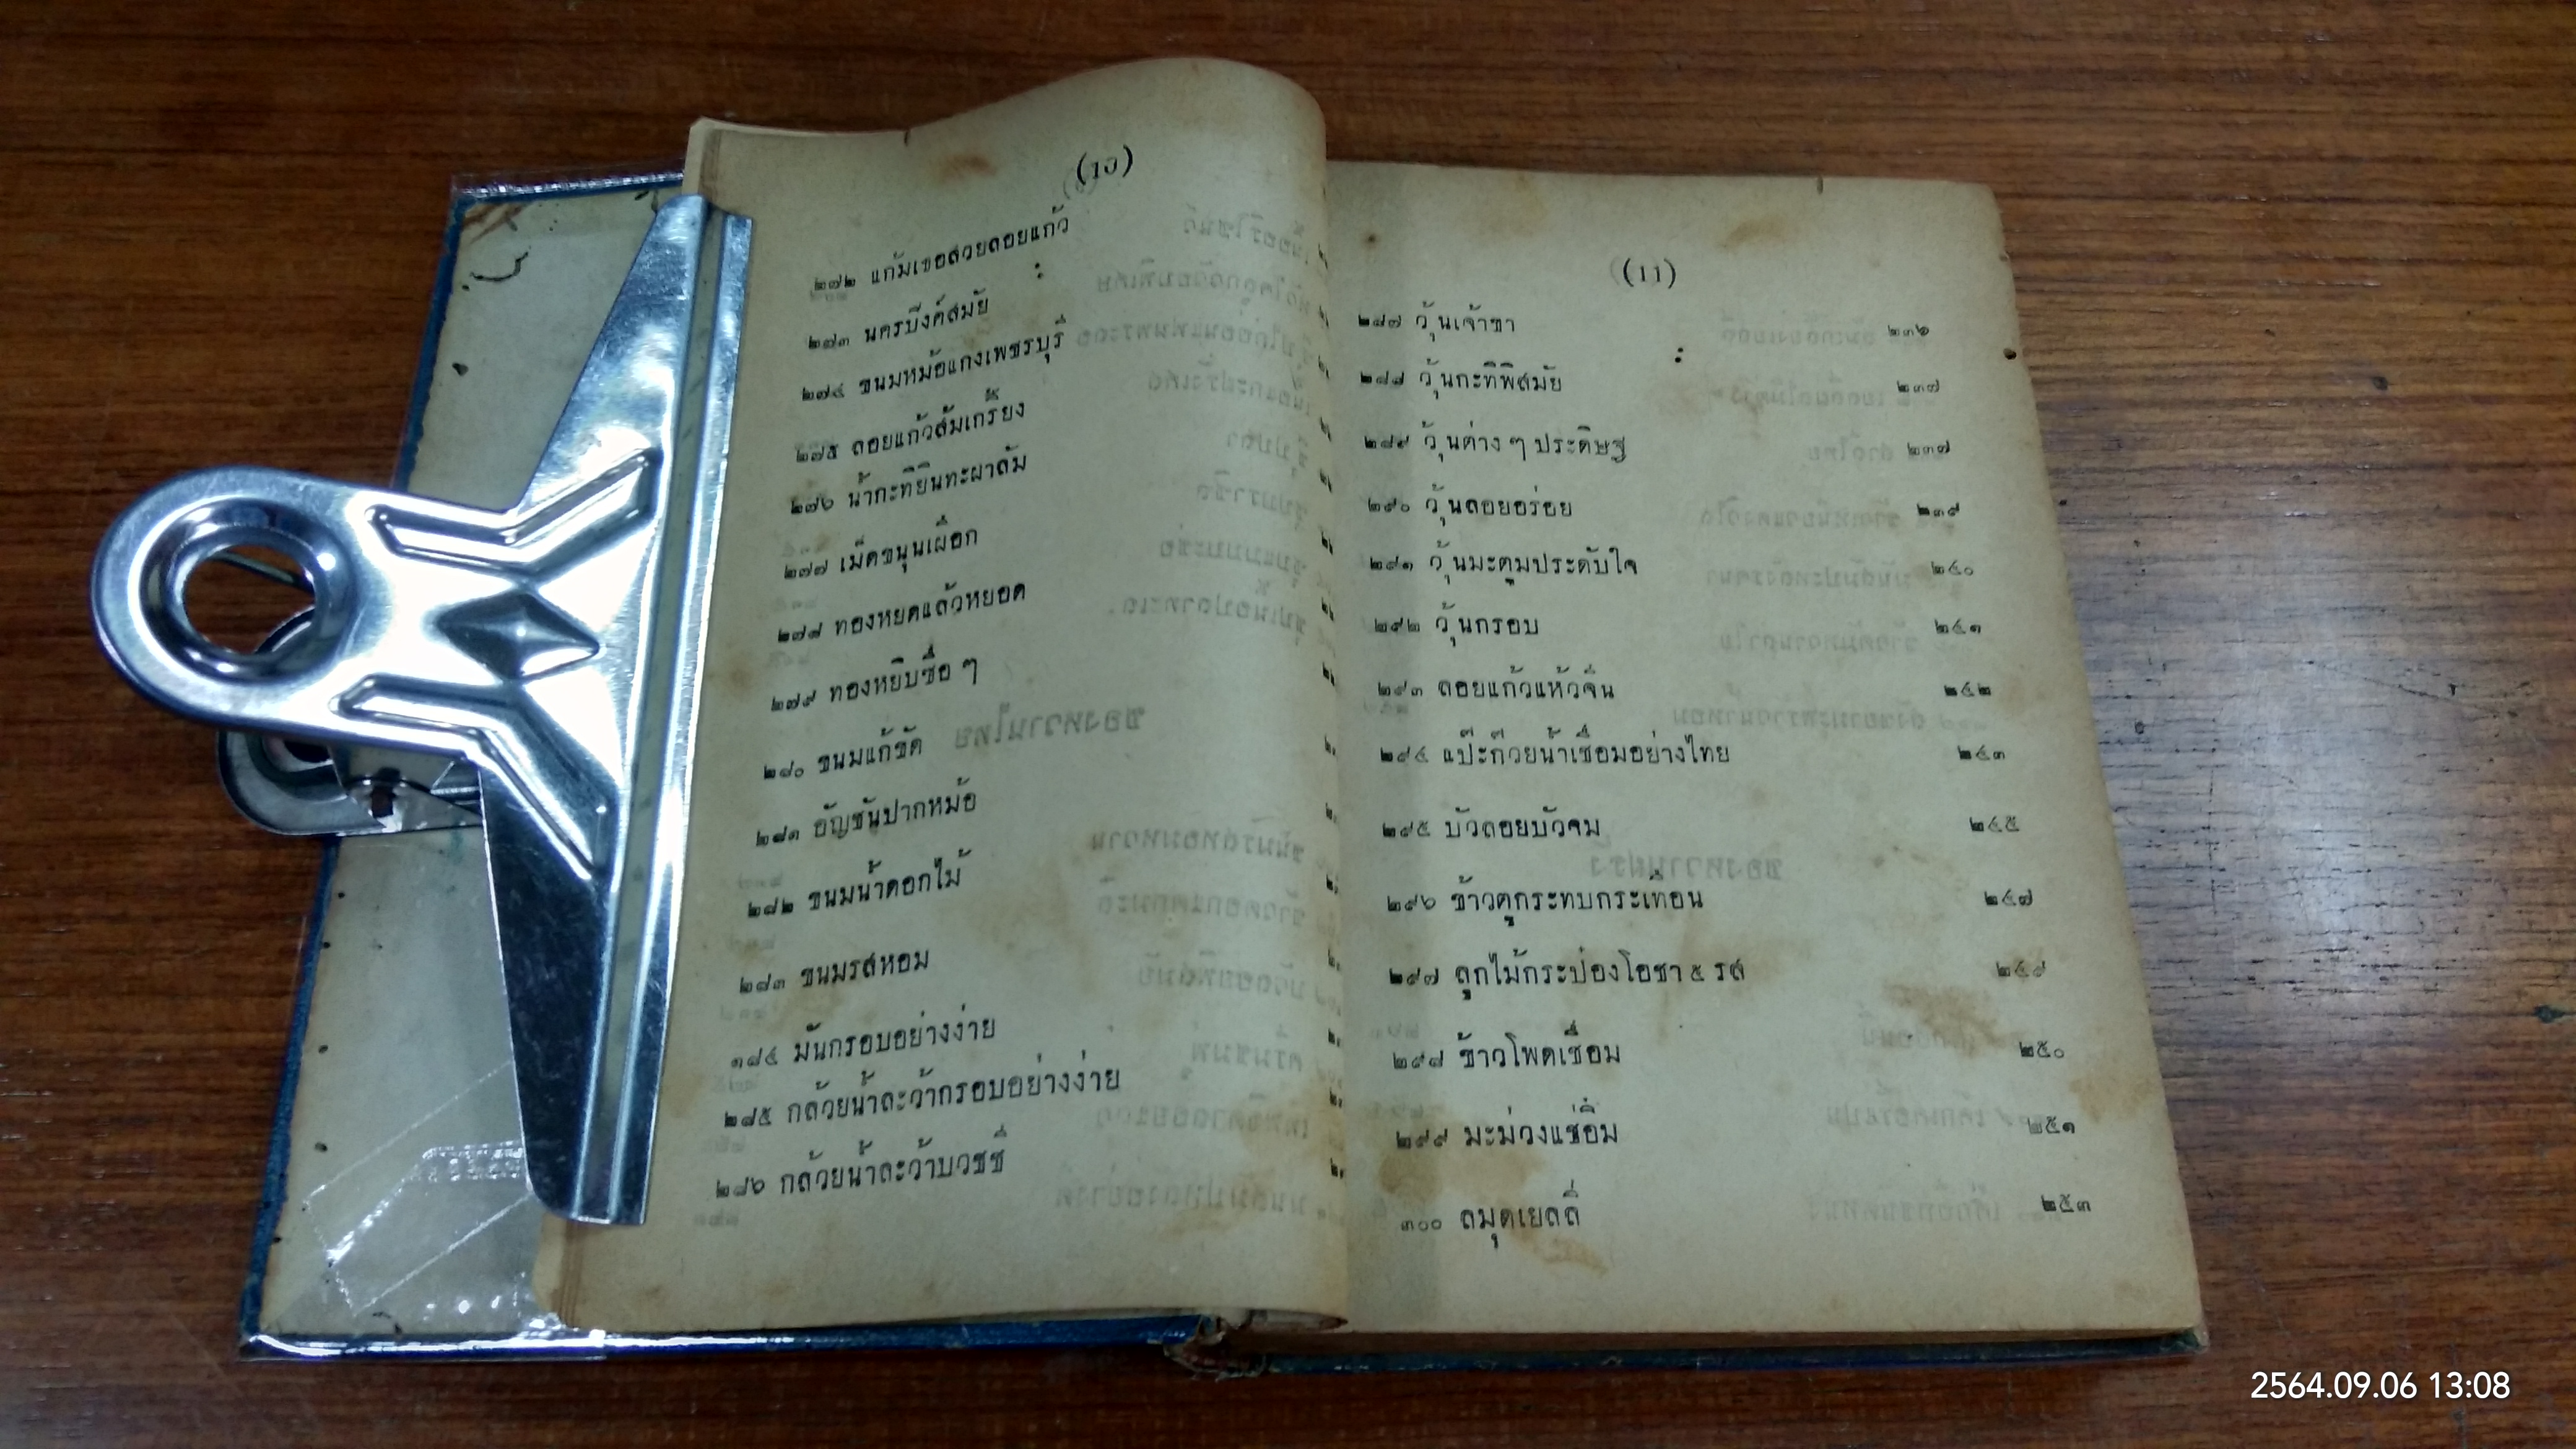 (10)
๒๗๒ แก้มเธอสวยลอยแก้ว
๒๗๓ นครปิงค์สมัย
๒๗๔ ขนมหม้อแกงเพชรบุรี
๒๗๕ ลอยแก้วส้มเกรียง
๒๗๖ น้ำกะทิยินทะผาลัม
๒๗๗ เม็ดขนุนเผือก
๒๗๘ ทองหยดแล้วหยอด
๒๗๙ ทองหยิบชื่อ ๆ
๒๘๐ ขนมแก้ขัด
๒๘๑ อัญชันปากหม้อ
๒๘๒ ขนมน้ำดอกไม้
๒๘๓ ขนมรสหอม
๑๘๔ มันกรอบอย่างง่าย
๒๘๕ กล้วยน้ำละว้ากรอบอย่างง่าย
๒๘๖ กล้วยน้ำละว้าบวชชี
(11)
๒๘๗ วุ้นเจ้าขา ๒๓๖
๒๘๘ วุ้นกะทิพิสมัย ๒๓๗
๒๘๙ วุ้นต่าง ๆ ประดิษฐ ๒๓๗
๒๙๐ วุ้นลอยอร่อย ๒๓๙
๒๙๑ วุ้นมะตูมประดับใจ ๒๔๐
๒๙๒ วุ้นกรอบ ๒๔๑
๒๙๓ ลอยแก้วแห้วจีน ๒๔๒
๒๙๔ แป๊ะก๊วยน้ำเชื่อมอย่างไทย ๒๔๓
๒๙๕ บัวลอยบัวจม ๒๔๕
๒๙๖ ข้าวตูกระทบกระเทือน ๒๔๗
๒๙๗ ลูกไม้กระป๋องโอชา ๕ รส ๒๔๙
๒๙๘ ข้าวโพดเชื่อม ๒๕๐
๒๙๙ มะม่วงแช่อิ่ม ๒๕๑
๓๐๐ ลมุดเยลลี่ ๒๕๓
2564.09.06 13:08